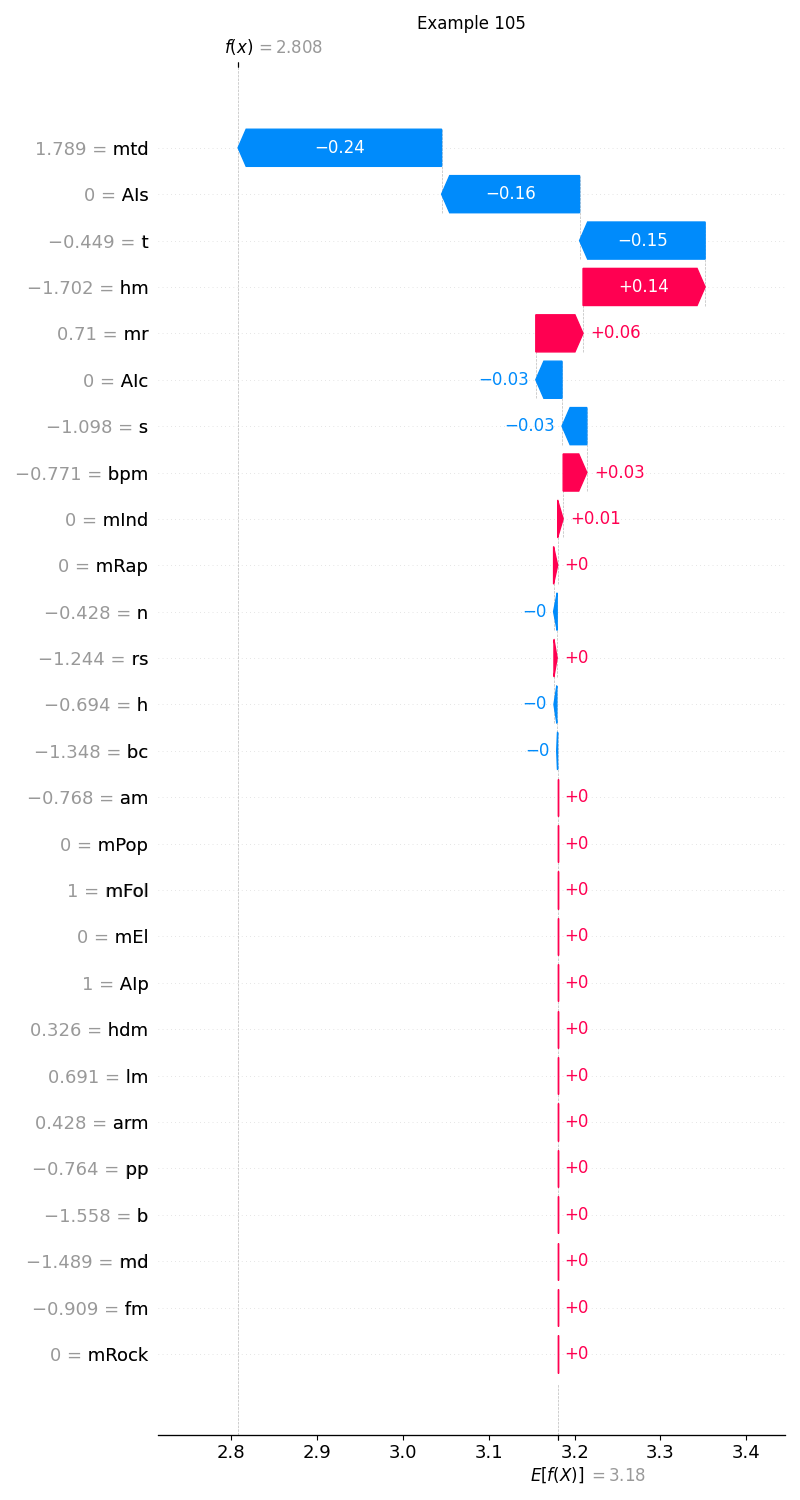 Example 105
f(x) = 2.808
1.789 = mtd −0.24
0 = AIs −0.16
−0.449 = t −0.15
−1.702 = hm +0.14
0.71 = mr +0.06
0 = AIc −0.03
−1.098 = s −0.03
−0.771 = bpm +0.03
0 = mInd +0.01
0 = mRap +0
−0.428 = n −0
−1.244 = rs +0
−0.694 = h −0
−1.348 = bc −0
−0.768 = am +0
0 = mPop +0
1 = mFol +0
0 = mEl +0
1 = AIp +0
0.326 = hdm +0
0.691 = lm +0
0.428 = arm +0
−0.764 = pp +0
−1.558 = b +0
−1.489 = md +0
−0.909 = fm +0
0 = mRock +0
2.8 2.9 3.0 3.1 3.2 3.3 3.4
E[f(X)] = 3.18